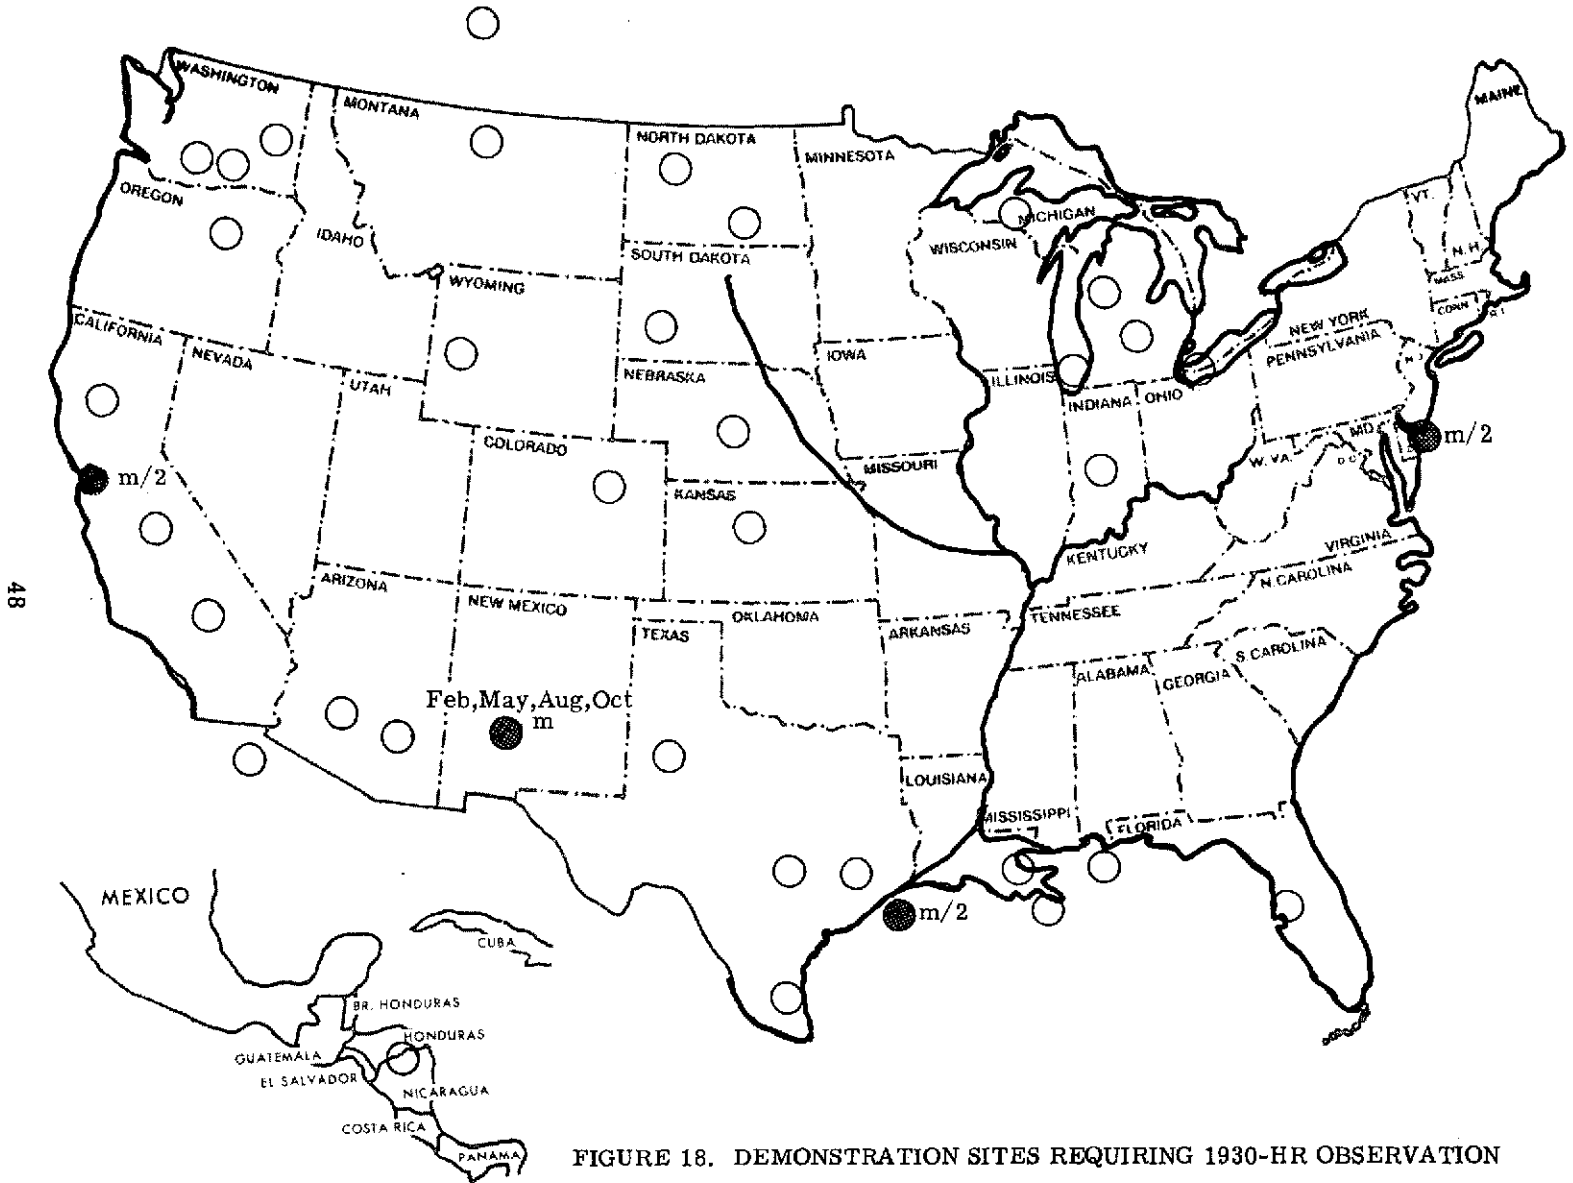 WASHINGTON
MONTANA
NORTH DAKOTA
MINNESOTA
MAINE
OREGON
IDAHO
VT.
MICHIGAN
WISCONSIN
N.H.
SOUTH DAKOTA
WYOMING
MASS.
CONN
R.I.
CALIFORNIA
NEVADA
UTAH
NEBRASKA
IOWA
ILLINOIS
INDIANA
OHIO
NEW YORK
PENNSYLVANIA
N J
COLORADO
MISSOURI
W. VA.
MD.
D.C.
m/2
m/2
KANSAS
KENTUCKY
VIRGINIA
48
ARIZONA
NEW MEXICO
TEXAS
OKLAHOMA
ARKANSAS
TENNESSEE
N. CAROLINA
S. CAROLINA
ALABAMA
GEORGIA
Feb,May,Aug,Oct
m
LOUISIANA
MISSISSIPPI
FLORIDA
m/2
MEXICO
CUBA
BR. HONDURAS
HONDURAS
GUATEMALA
EL SALVADOR
NICARAGUA
COSTA RICA
PANAMA
FIGURE 18. DEMONSTRATION SITES REQUIRING 1930-HR OBSERVATION